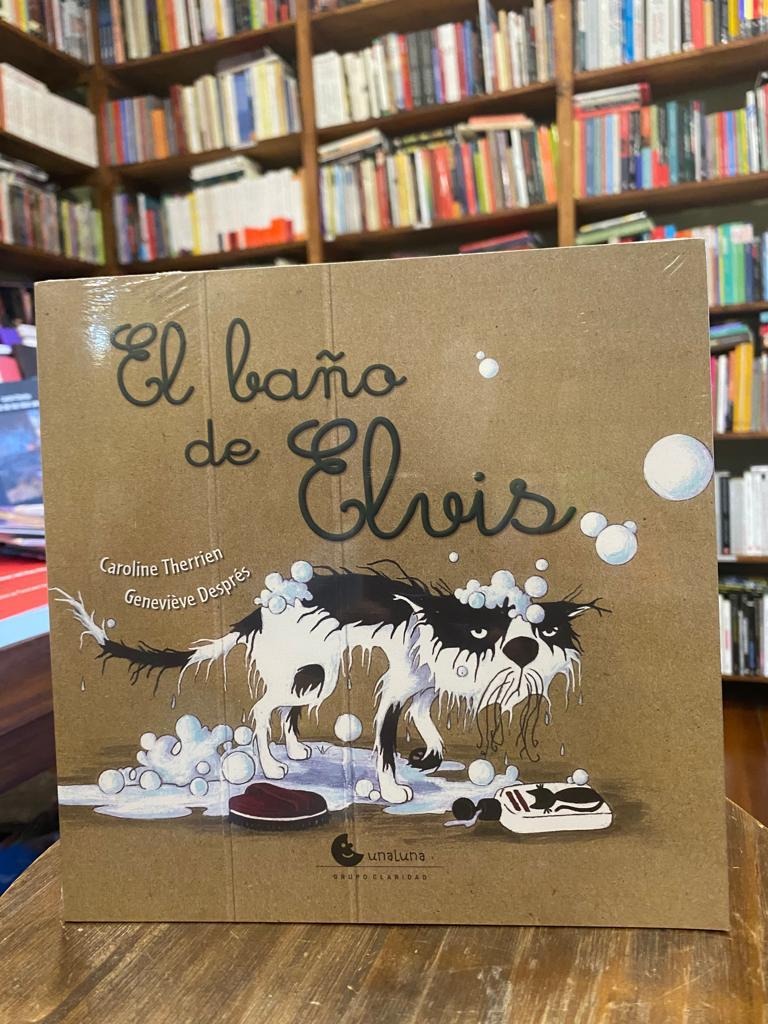 El baño
de Elvis
Caroline Therrien
Geneviève Després
unaLuna
GRUPO CLARIDAD